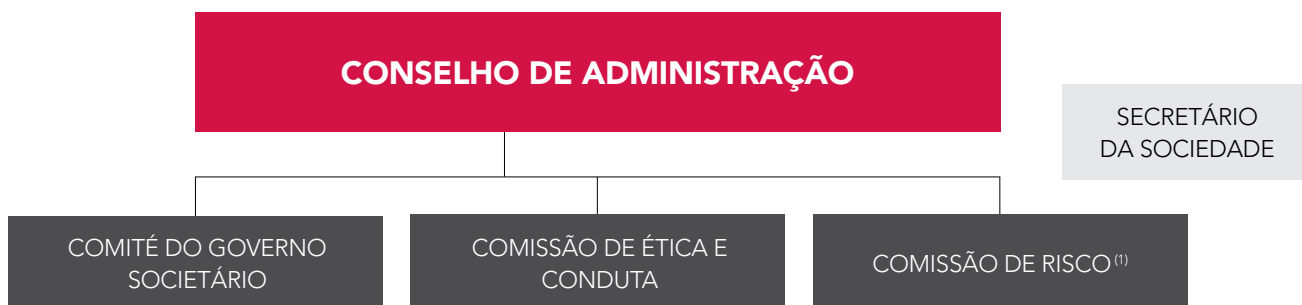 CONSELHO DE ADMINISTRAÇÃO
SECRETÁRIO
DA SOCIEDADE
COMITÉ DO GOVERNO
SOCIETÁRIO
COMISSÃO DE ÉTICA E
CONDUTA
COMISSÃO DE RISCO (1)